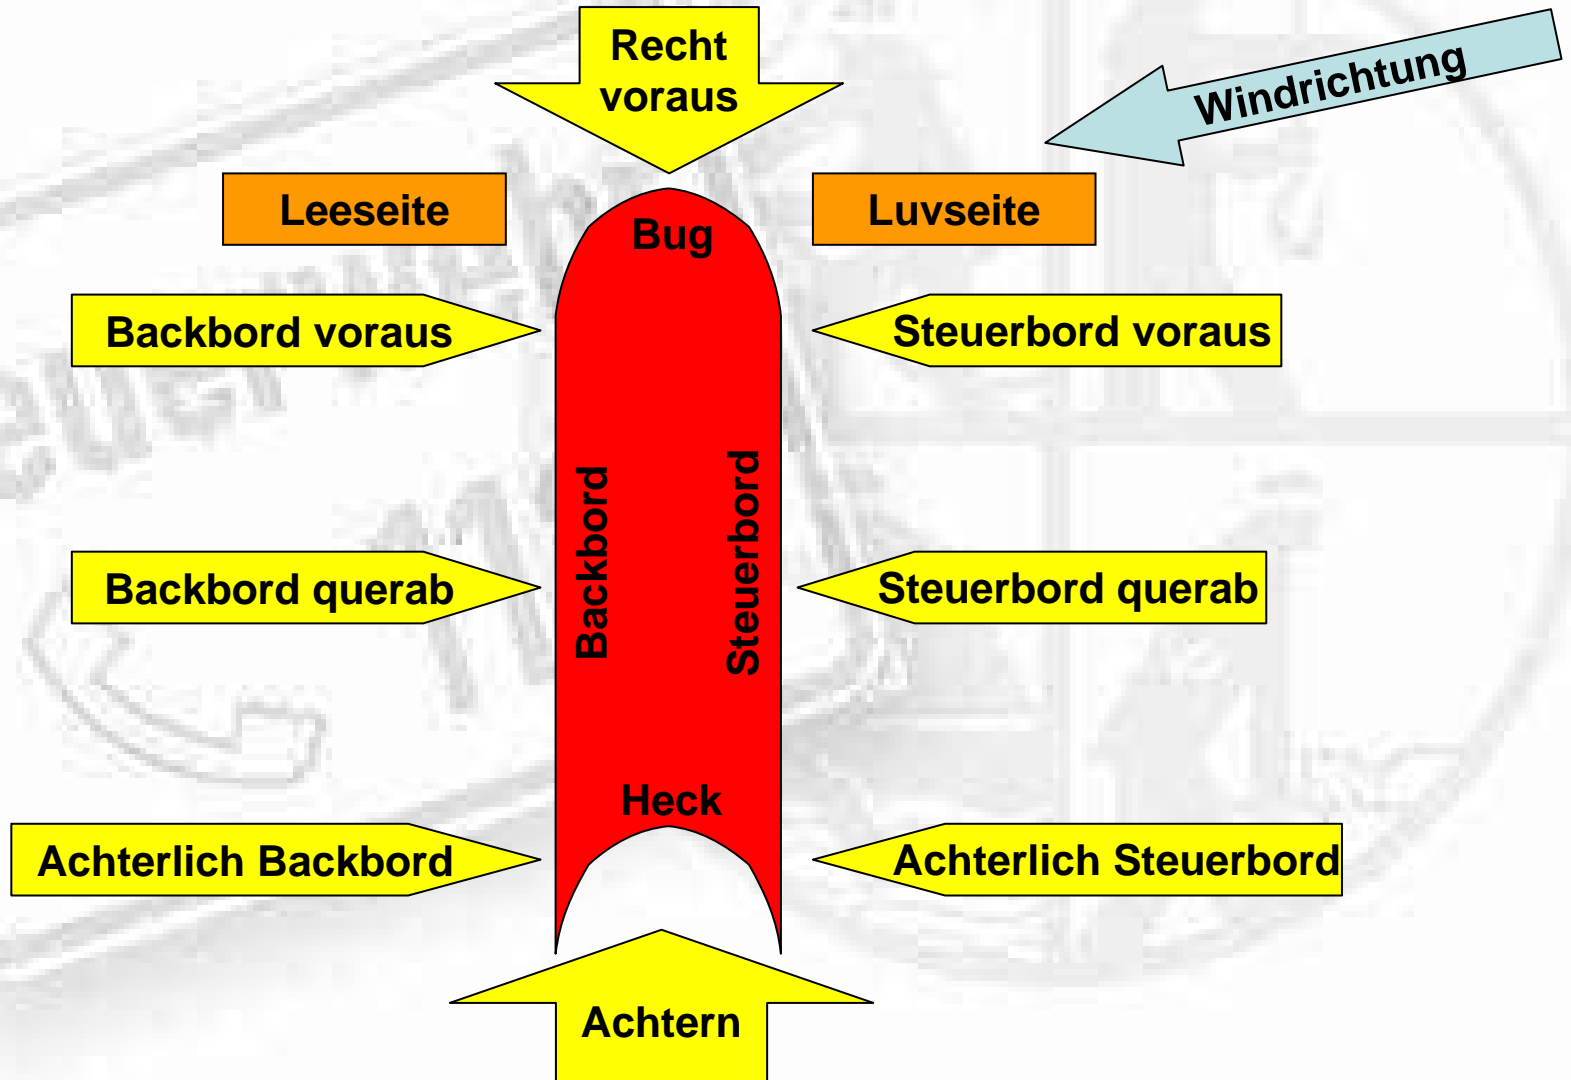 Recht
voraus
Windrichtung
Leeseite
Luvseite
Bug
Backbord voraus
Steuerbord voraus
Backbord
Steuerbord
Backbord querab
Steuerbord querab
Heck
Achterlich Backbord
Achterlich Steuerbord
Achtern